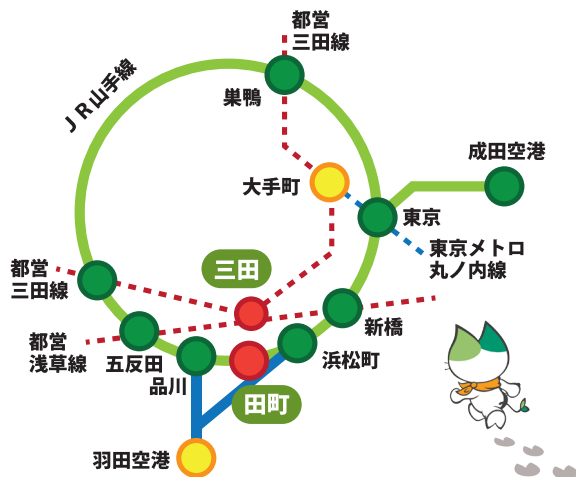 都営
三田線
JR山手線
巣鴨
成田空港
大手町
東京
東京メトロ
丸ノ内線
三田
都営
三田線
新橋
都営
浅草線
五反田
浜松町
品川
田町
羽田空港